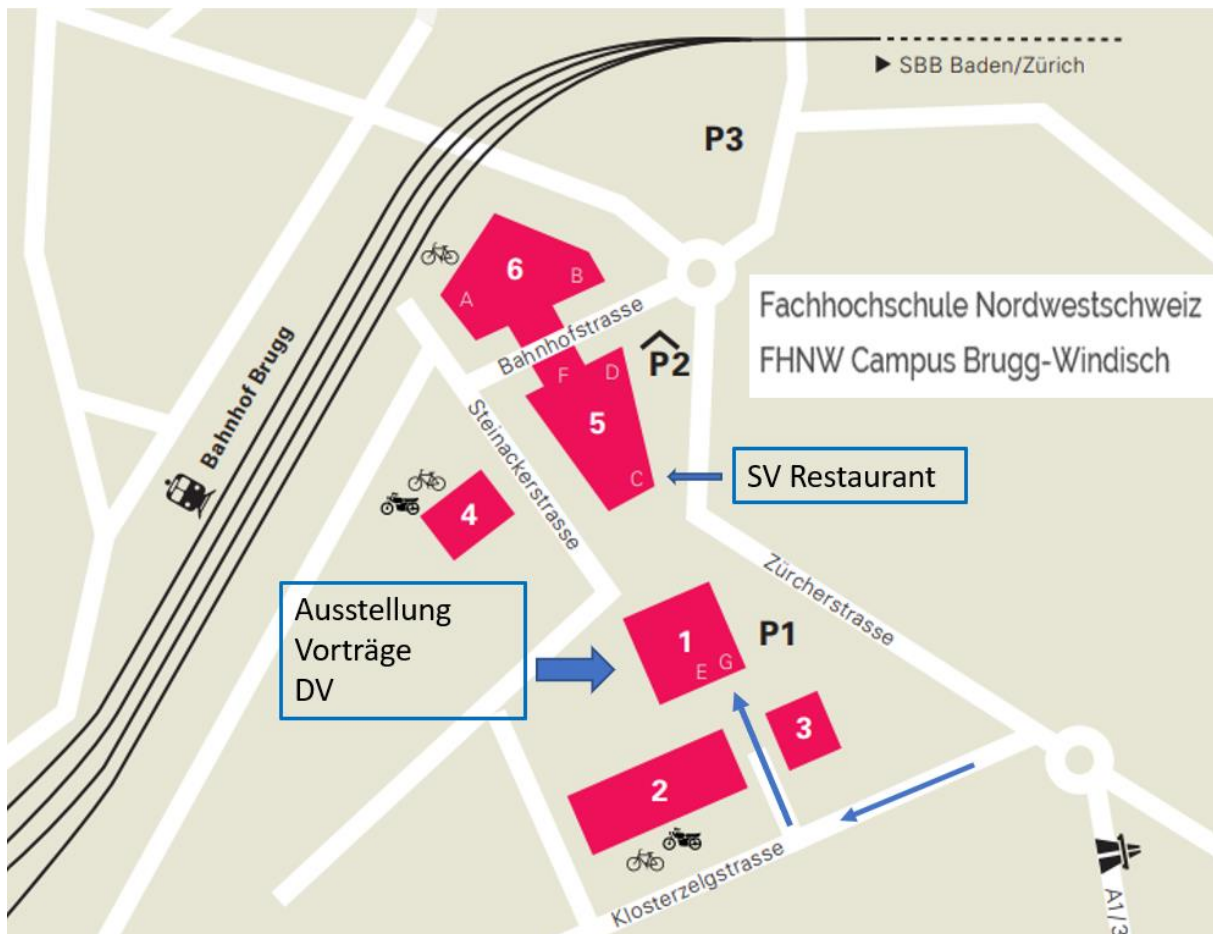 SBB Baden/Zürich
P3
6
A
B
Bahnhofstrasse
Fachhochschule Nordwestschweiz
FHNW Campus Brugg-Windisch
P2
F
D
5
C
Bahnhof Brugg
Steinackerstrasse
4
SV Restaurant
Zürcherstrasse
Ausstellung
Vorträge
DV
1
E
G
P1
3
2
Klosterzelgstrasse
A1/3